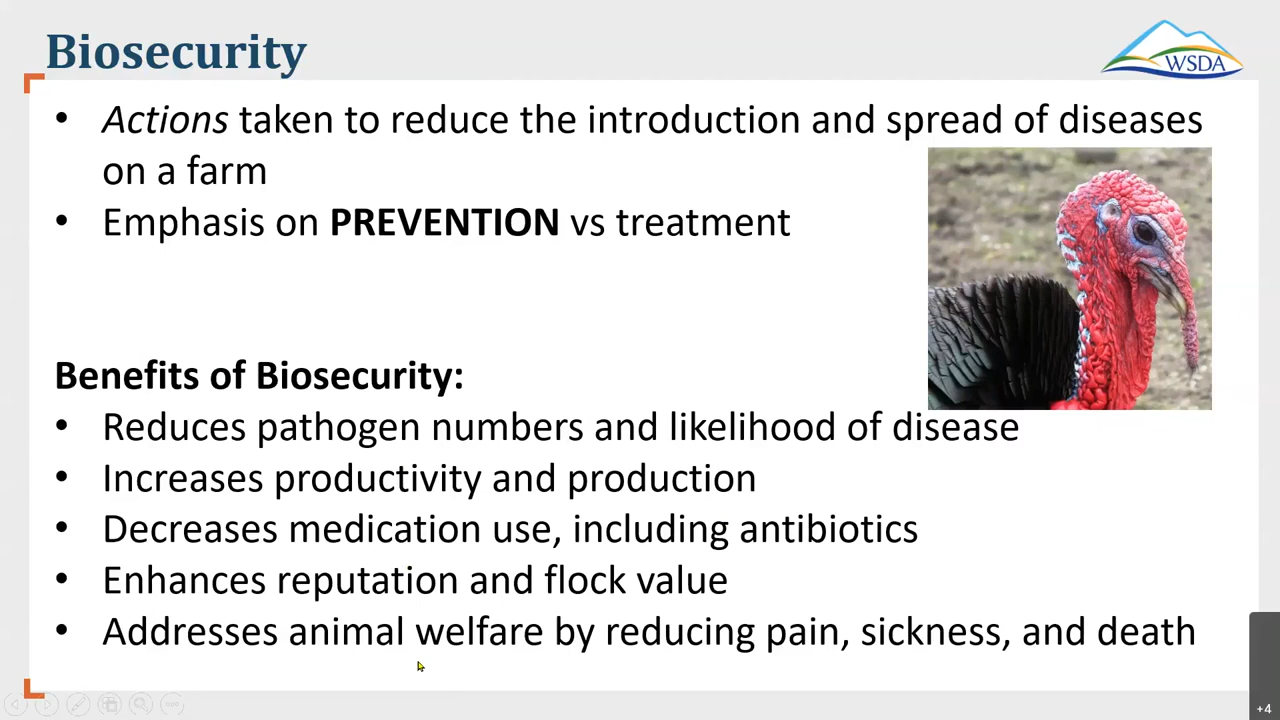 Biosecurity
WSDA
• Actions taken to reduce the introduction and spread of diseases
on a farm
• Emphasis on PREVENTION vs treatment
Benefits of Biosecurity:
• Reduces pathogen numbers and likelihood of disease
• Increases productivity and production
• Decreases medication use, including antibiotics
• Enhances reputation and flock value
• Addresses animal welfare by reducing pain, sickness, and death
+4